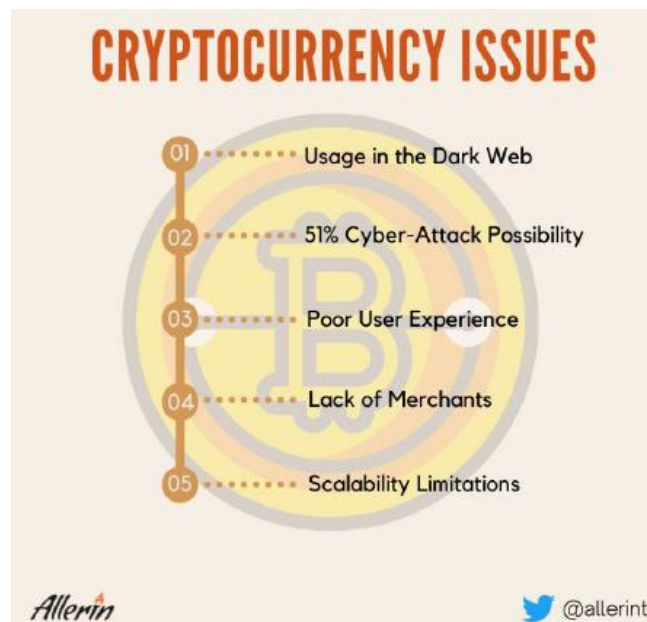 CRYPTOCURRENCY ISSUES
01 Usage in the Dark Web
02 51% Cyber-Attack Possibility
03 Poor User Experience
04 Lack of Merchants
05 Scalability Limitations
Allerin @allerint